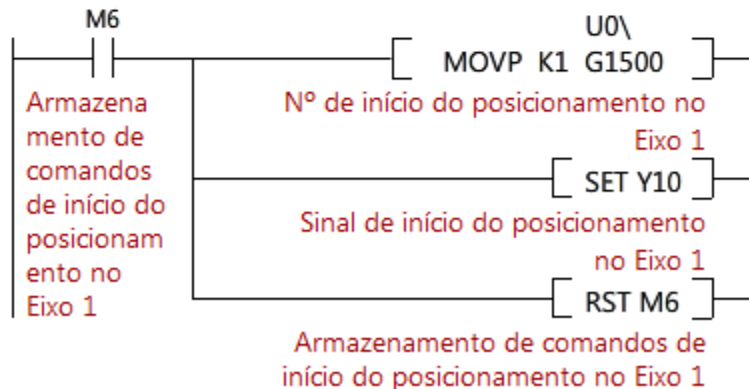 M6
U0\
MOVP K1 G1500
Armazena
mento de
comandos
de início do
posicionam
ento no
Eixo 1
Nº de início do posicionamento no
Eixo 1
SET Y10
Sinal de início do posicionamento
no Eixo 1
RST M6
Armazenamento de comandos de
início do posicionamento no Eixo 1